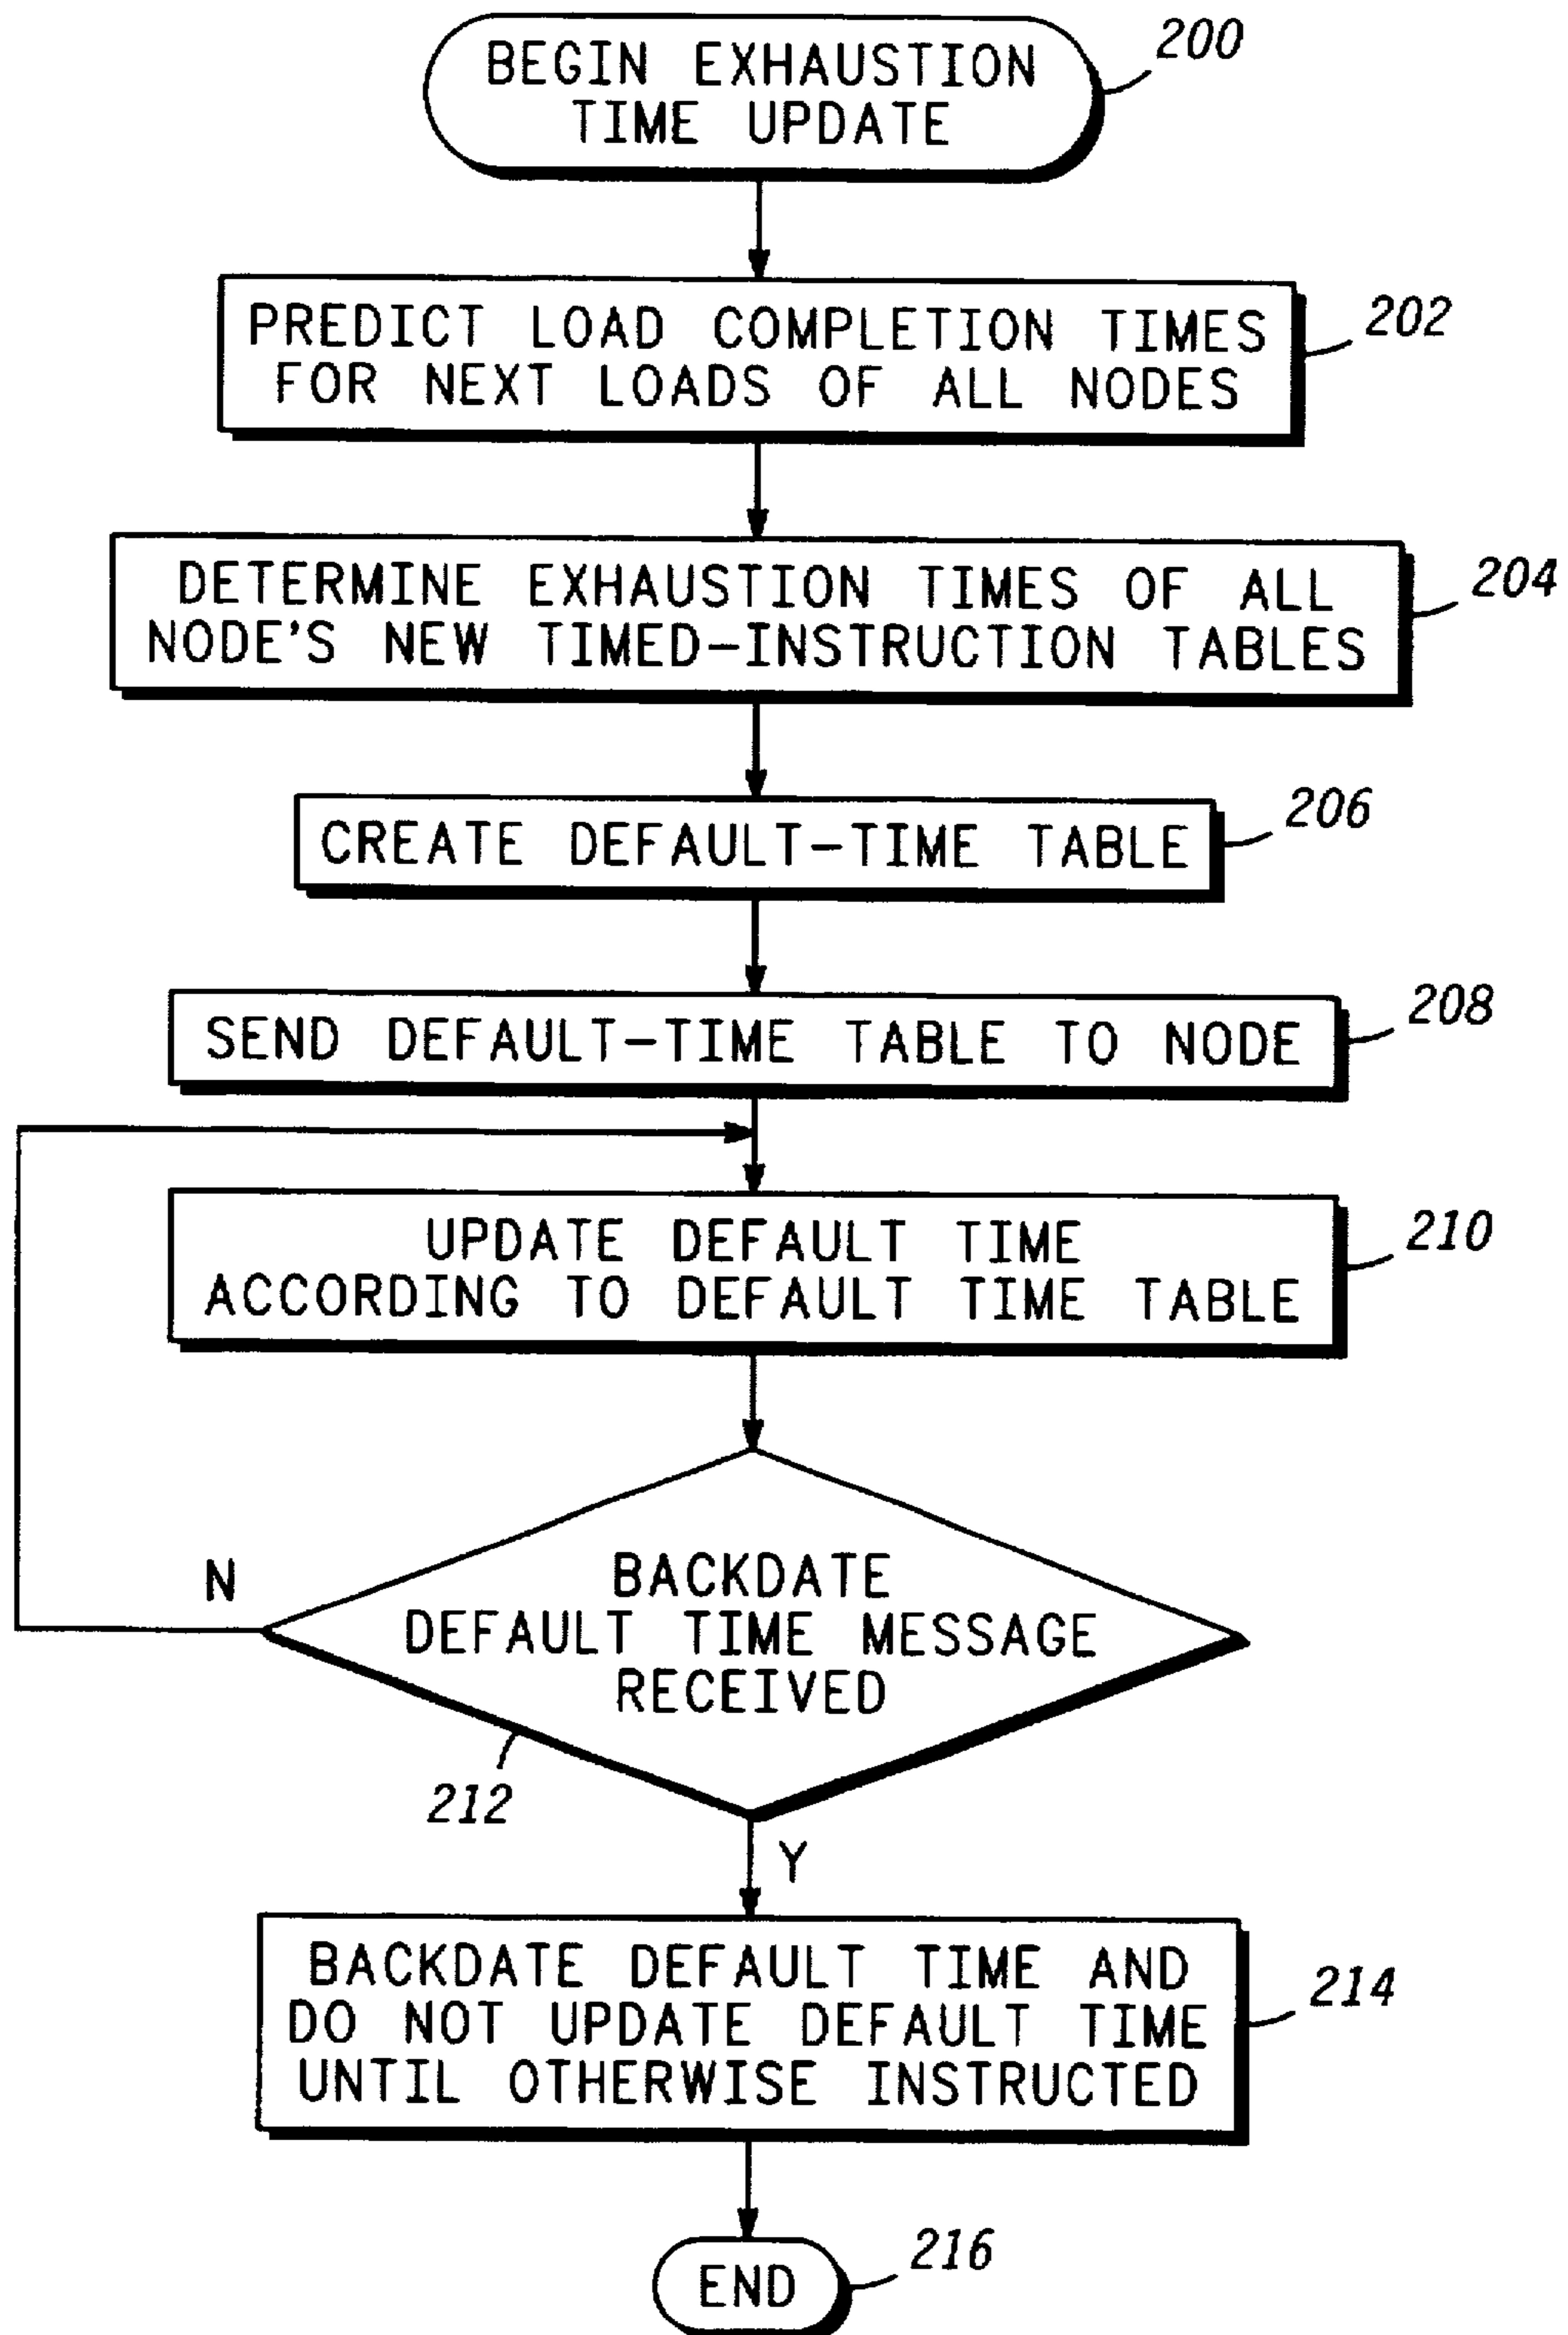 BEGIN EXHAUSTION
TIME UPDATE
200
PREDICT LOAD COMPLETION TIMES
FOR NEXT LOADS OF ALL NODES
202
DETERMINE EXHAUSTION TIMES OF ALL
NODE'S NEW TIMED-INSTRUCTION TABLES
204
CREATE DEFAULT-TIME TABLE
206
SEND DEFAULT-TIME TABLE TO NODE
208
UPDATE DEFAULT TIME
ACCORDING TO DEFAULT TIME TABLE
210
N
BACKDATE
DEFAULT TIME MESSAGE
RECEIVED
212
Y
BACKDATE DEFAULT TIME AND
DO NOT UPDATE DEFAULT TIME
UNTIL OTHERWISE INSTRUCTED
214
END
216